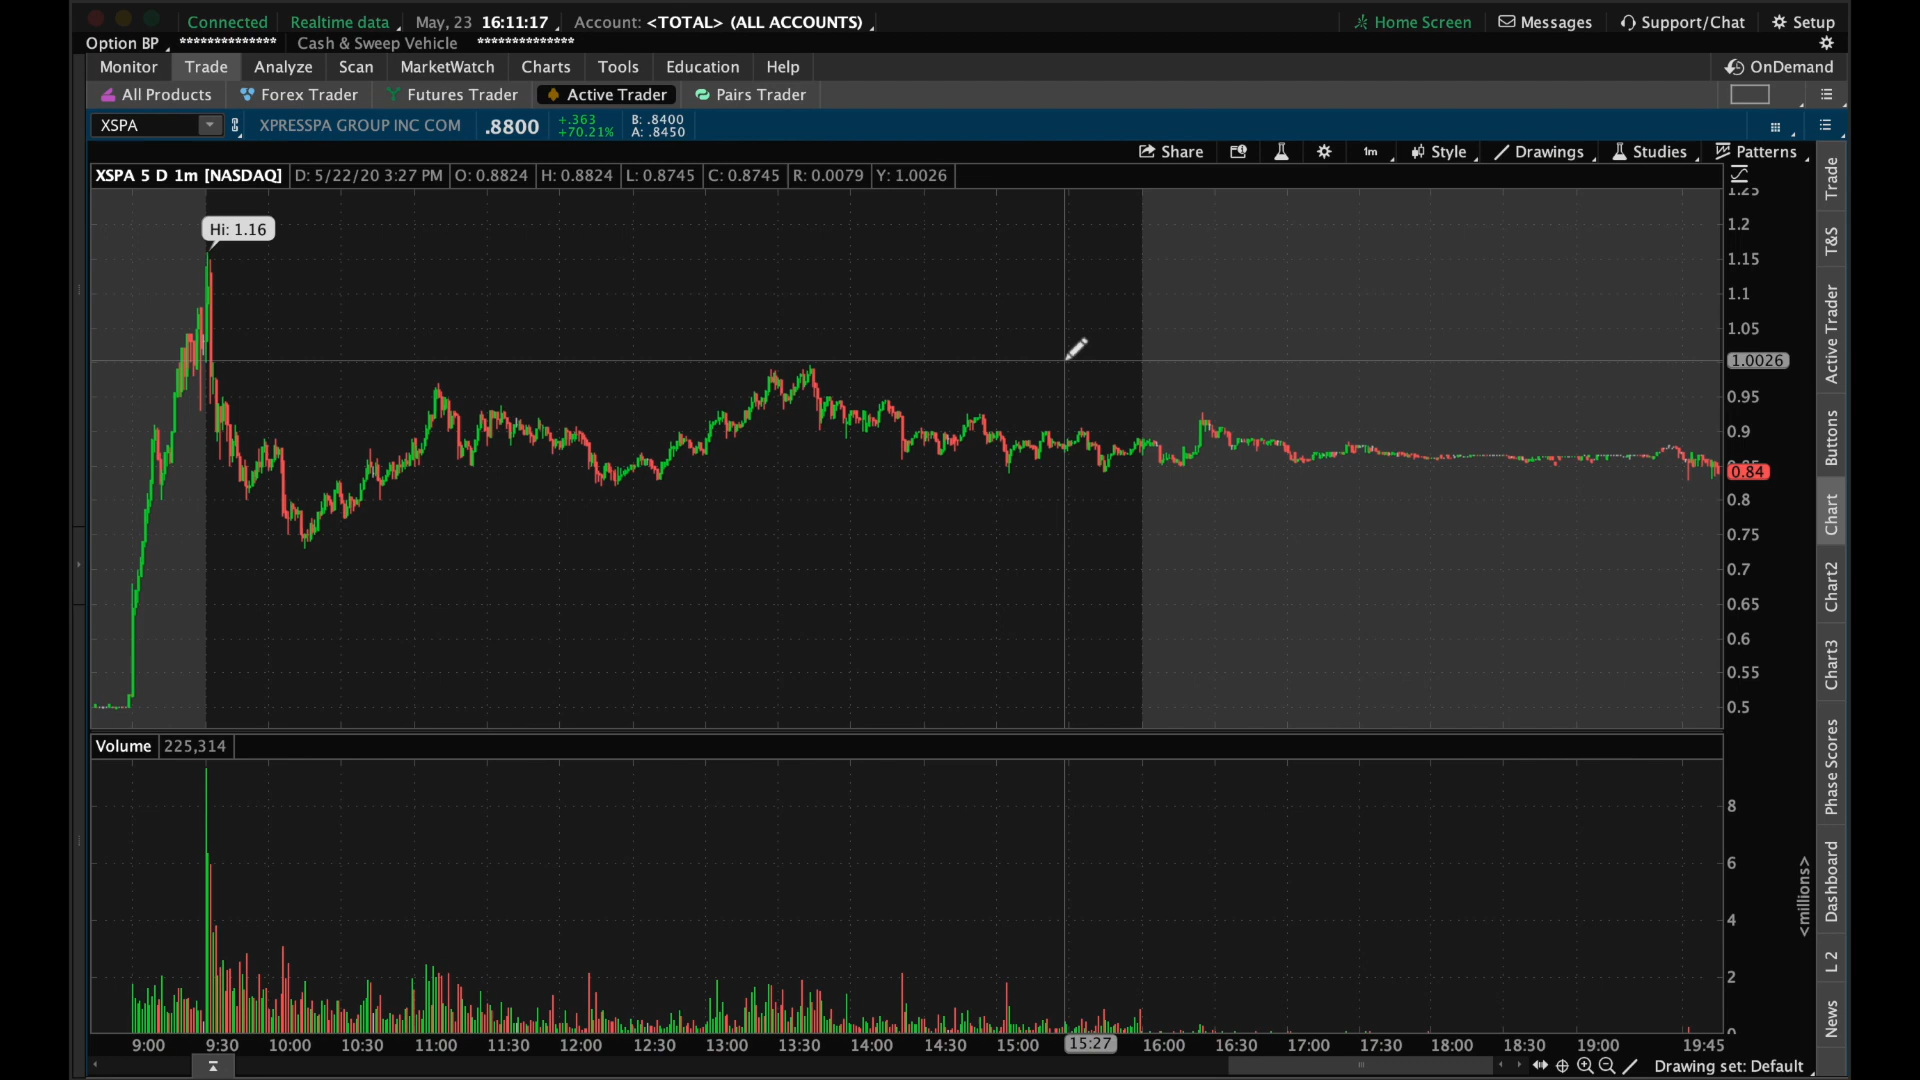 Connected Realtime data May, 23 16:11:17 Account: <TOTAL> (ALL ACCOUNTS) Home Screen Messages Support/Chat Setup
Option BP ************* Cash & Sweep Vehicle *************
Monitor Trade Analyze Scan MarketWatch Charts Tools Education Help OnDemand
All Products Forex Trader Futures Trader Active Trader Pairs Trader
XSPA XPRESSPA GROUP INC COM .8800 +.363 B: .8400
+70.21% A: .8450
Share 1m Style Drawings Studies Patterns
XSPA 5 D 1m [NASDAQ] D: 5/22/20 3:27 PM O: 0.8824 H: 0.8824 L: 0.8745 C: 0.8745 R: 0.0079 Y: 1.0026
1.25
Hi: 1.16
1.2
1.15
1.1
1.05
1.0026
0.95
0.9
0.85
0.84
0.8
0.75
0.7
0.65
0.6
0.55
0.5
Volume 225,314
8
6
4
2
0
<millions>
9:00 9:30 10:00 10:30 11:00 11:30 12:00 12:30 13:00 13:30 14:00 14:30 15:00 15:27 16:00 16:30 17:00 17:30 18:00 18:30 19:00 19:45
Drawing set: Default
Trade
T&S
Active Trader
Buttons
Chart
Chart2
Chart3
Phase Scores
Dashboard
L 2
News